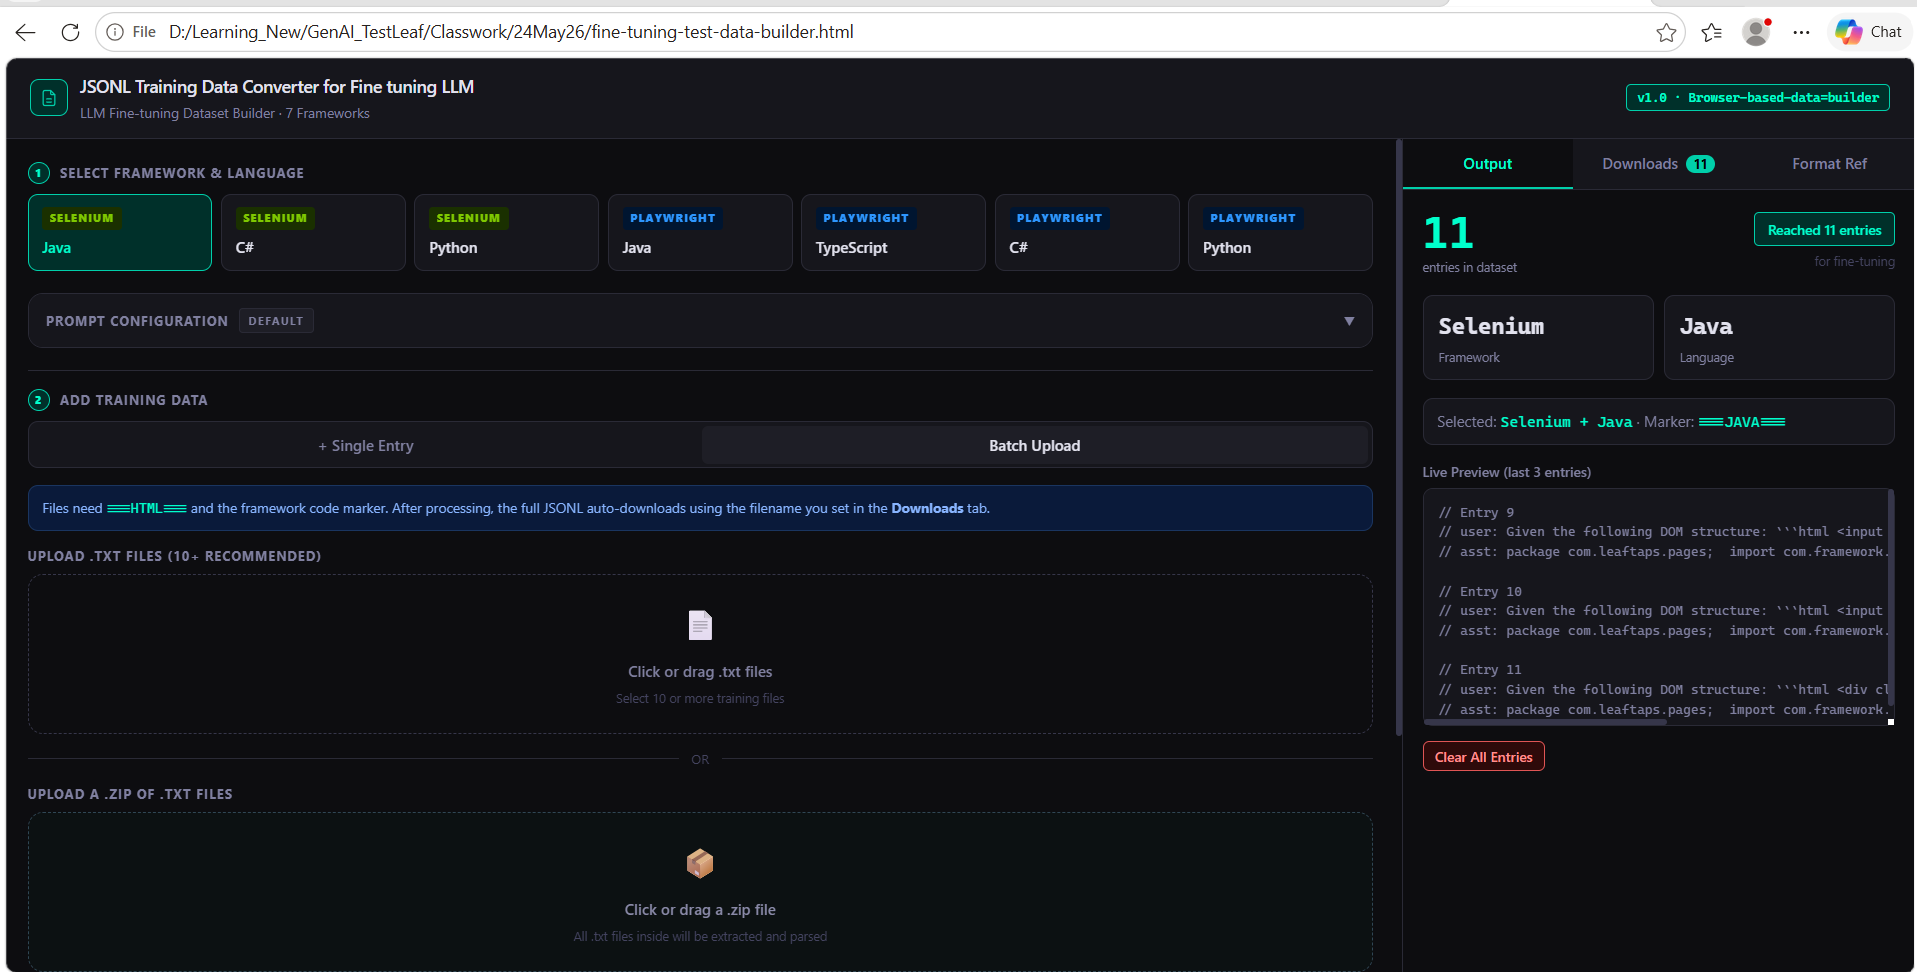 File D:/Learning_New/GenAI_TestLeaf/Classwork/24May26/fine-tuning-test-data-builder.html
Chat
JSONL Training Data Converter for Fine tuning LLM
LLM Fine-tuning Dataset Builder · 7 Frameworks
v1.0 · Browser-based-data=builder
1 SELECT FRAMEWORK & LANGUAGE
SELENIUM
Java
SELENIUM
C#
SELENIUM
Python
PLAYWRIGHT
Java
PLAYWRIGHT
TypeScript
PLAYWRIGHT
C#
PLAYWRIGHT
Python
PROMPT CONFIGURATION DEFAULT ▼
2 ADD TRAINING DATA
+ Single Entry
Batch Upload
Files need ===HTML=== and the framework code marker. After processing, the full JSONL auto-downloads using the filename you set in the Downloads tab.
UPLOAD .TXT FILES (10+ RECOMMENDED)
Click or drag .txt files
Select 10 or more training files
OR
UPLOAD A .ZIP OF .TXT FILES
Click or drag a .zip file
All .txt files inside will be extracted and parsed
Output
Downloads 11
Format Ref
11
entries in dataset
Reached 11 entries
for fine-tuning
Selenium
Framework
Java
Language
Selected: Selenium + Java · Marker: ===JAVA===
Live Preview (last 3 entries)
// Entry 9
// user: Given the following DOM structure: ```html <input
// asst: package com.leaftaps.pages;  import com.framework.
// Entry 10
// user: Given the following DOM structure: ```html <input
// asst: package com.leaftaps.pages;  import com.framework.
// Entry 11
// user: Given the following DOM structure: ```html <div cl
// asst: package com.leaftaps.pages;  import com.framework.
Clear All Entries